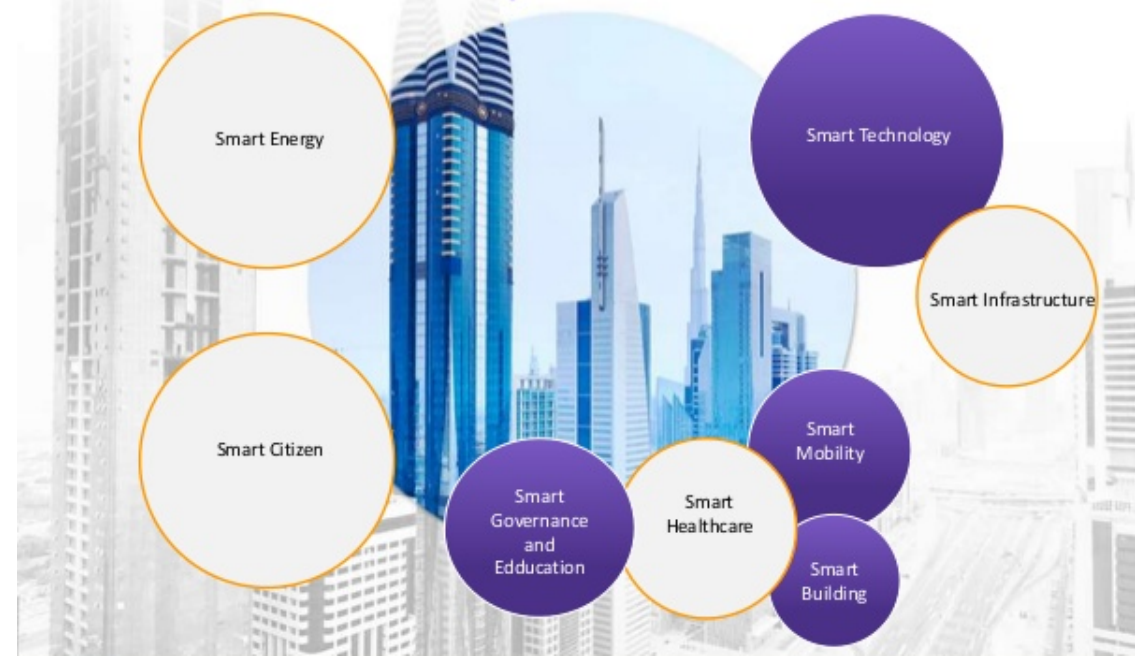 Smart Energy
Smart Technology
Smart Infrastructure
Smart Citizen
Smart
Mobility
Smart
Governance
and
Edducation
Smart
Healthcare
Smart
Building